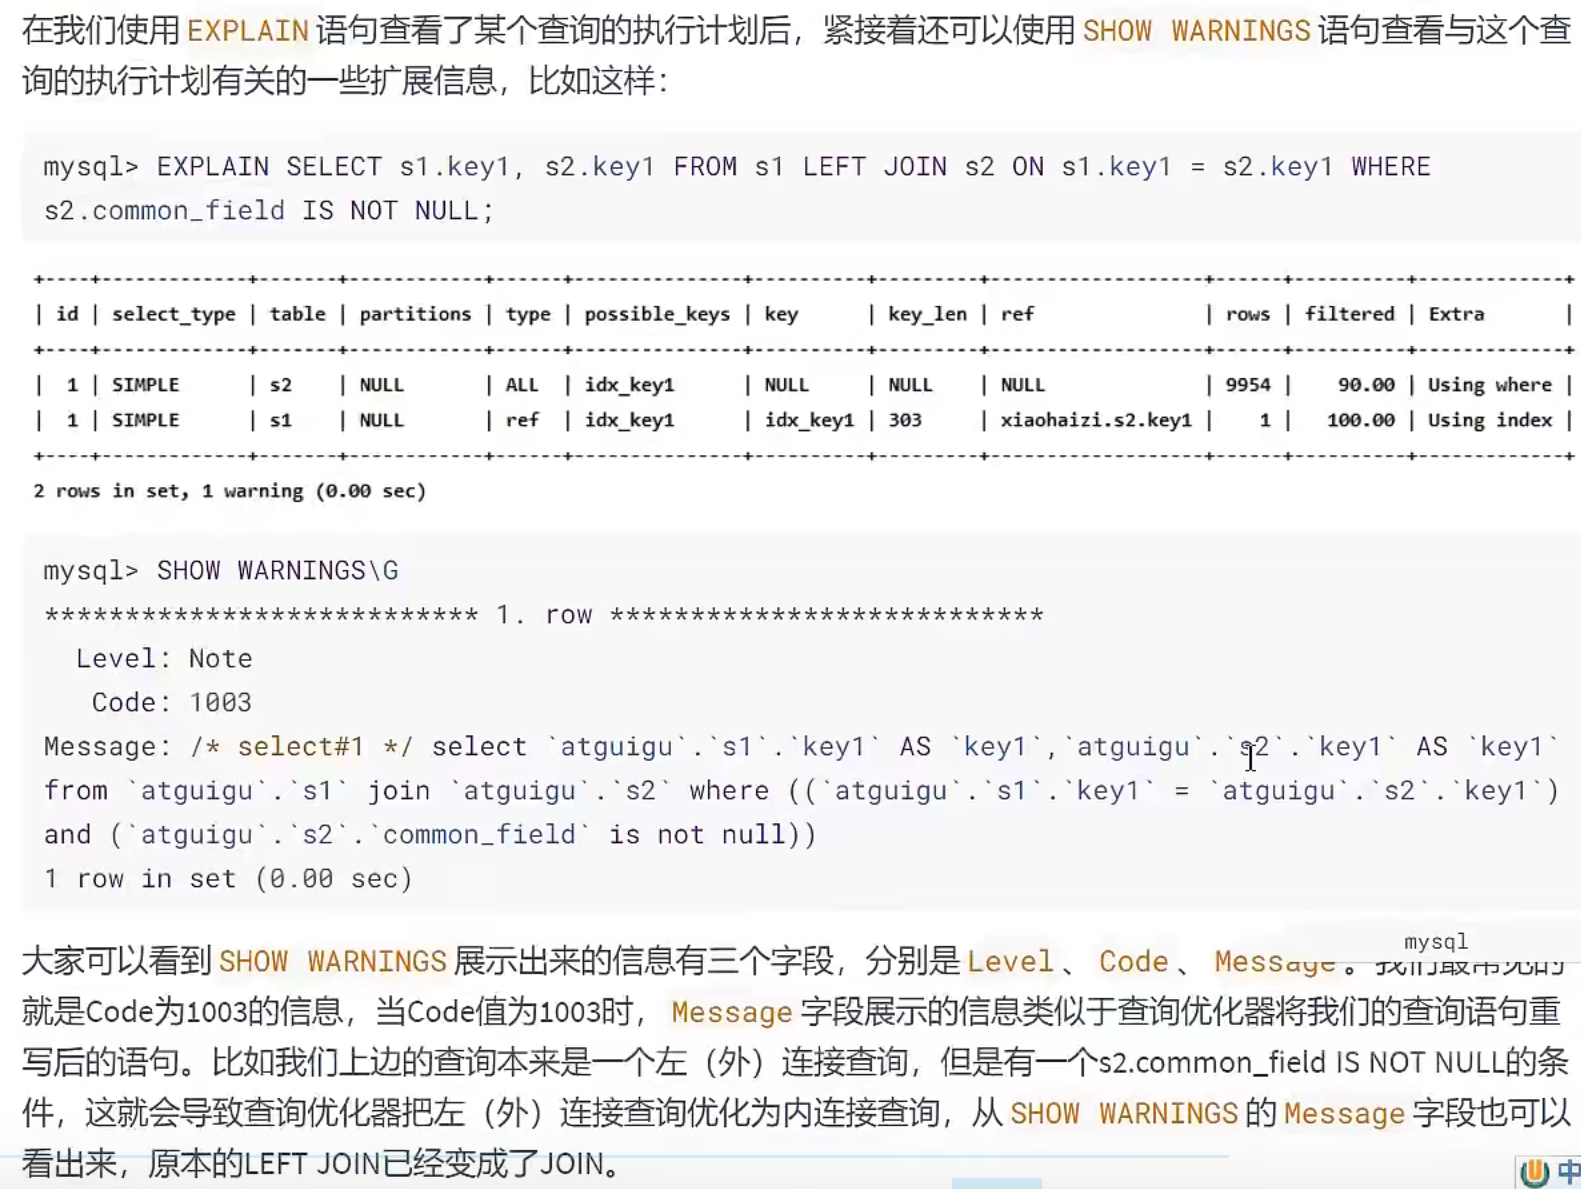 在我们使用 EXPLAIN 语句查看了某个查询的执行计划后，紧接着还可以使用 SHOW WARNINGS 语句查看与这个查
询的执行计划有关的一些扩展信息，比如这样：
mysql> EXPLAIN SELECT s1.key1, s2.key1 FROM s1 LEFT JOIN s2 ON s1.key1 = s2.key1 WHERE
s2.common_field IS NOT NULL;
+----+-------------+-------+------------+------+---------------+----------+---------+-------------------+------+----------+-------------+
| id | select_type | table | partitions | type | possible_keys | key | key_len | ref | rows | filtered | Extra |
+----+-------------+-------+------------+------+---------------+----------+---------+-------------------+------+----------+-------------+
| 1 | SIMPLE | s2 | NULL | ALL | idx_key1 | NULL | NULL | NULL | 9954 | 90.00 | Using where |
| 1 | SIMPLE | s1 | NULL | ref | idx_key1 | idx_key1 | 303 | xiaohaizi.s2.key1 | 1 | 100.00 | Using index |
+----+-------------+-------+------------+------+---------------+----------+---------+-------------------+------+----------+-------------+
2 rows in set, 1 warning (0.00 sec)
mysql> SHOW WARNINGS\G
*************************** 1. row ***************************
Level: Note
Code: 1003
Message: /* select#1 */ select `atguigu`.`s1`.`key1` AS `key1`,`atguigu`.`s2`.`key1` AS `key1`
from `atguigu`.`s1` join `atguigu`.`s2` where ((`atguigu`.`s1`.`key1` = `atguigu`.`s2`.`key1`)
and (`atguigu`.`s2`.`common_field` is not null))
1 row in set (0.00 sec)
mysql
大家可以看到 SHOW WARNINGS 展示出来的信息有三个字段，分别是 Level、 Code、 Message。我们最常见的
就是Code为1003的信息，当Code值为1003时， Message 字段展示的信息类似于查询优化器将我们的查询语句重
写后的语句。比如我们上边的查询本来是一个左（外）连接查询，但是有一个s2.common_field IS NOT NULL的条
件，这就会导致查询优化器把左（外）连接查询优化为内连接查询，从 SHOW WARNINGS 的 Message 字段也可以
看出来，原本的LEFT JOIN已经变成了JOIN。
中